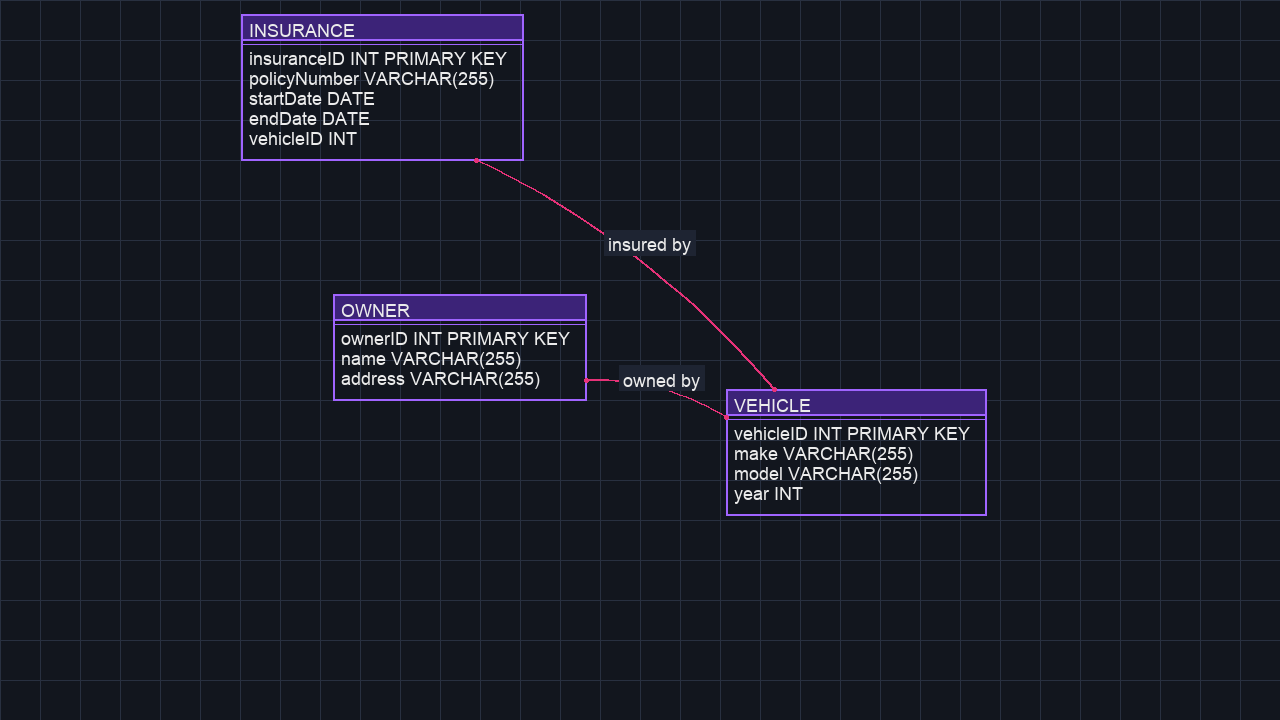 INSURANCE
insuranceID INT PRIMARY KEY
policyNumber VARCHAR(255)
startDate DATE
endDate DATE
vehicleID INT
insured by
OWNER
ownerID INT PRIMARY KEY
name VARCHAR(255)
address VARCHAR(255)
owned by
VEHICLE
vehicleID INT PRIMARY KEY
make VARCHAR(255)
model VARCHAR(255)
year INT